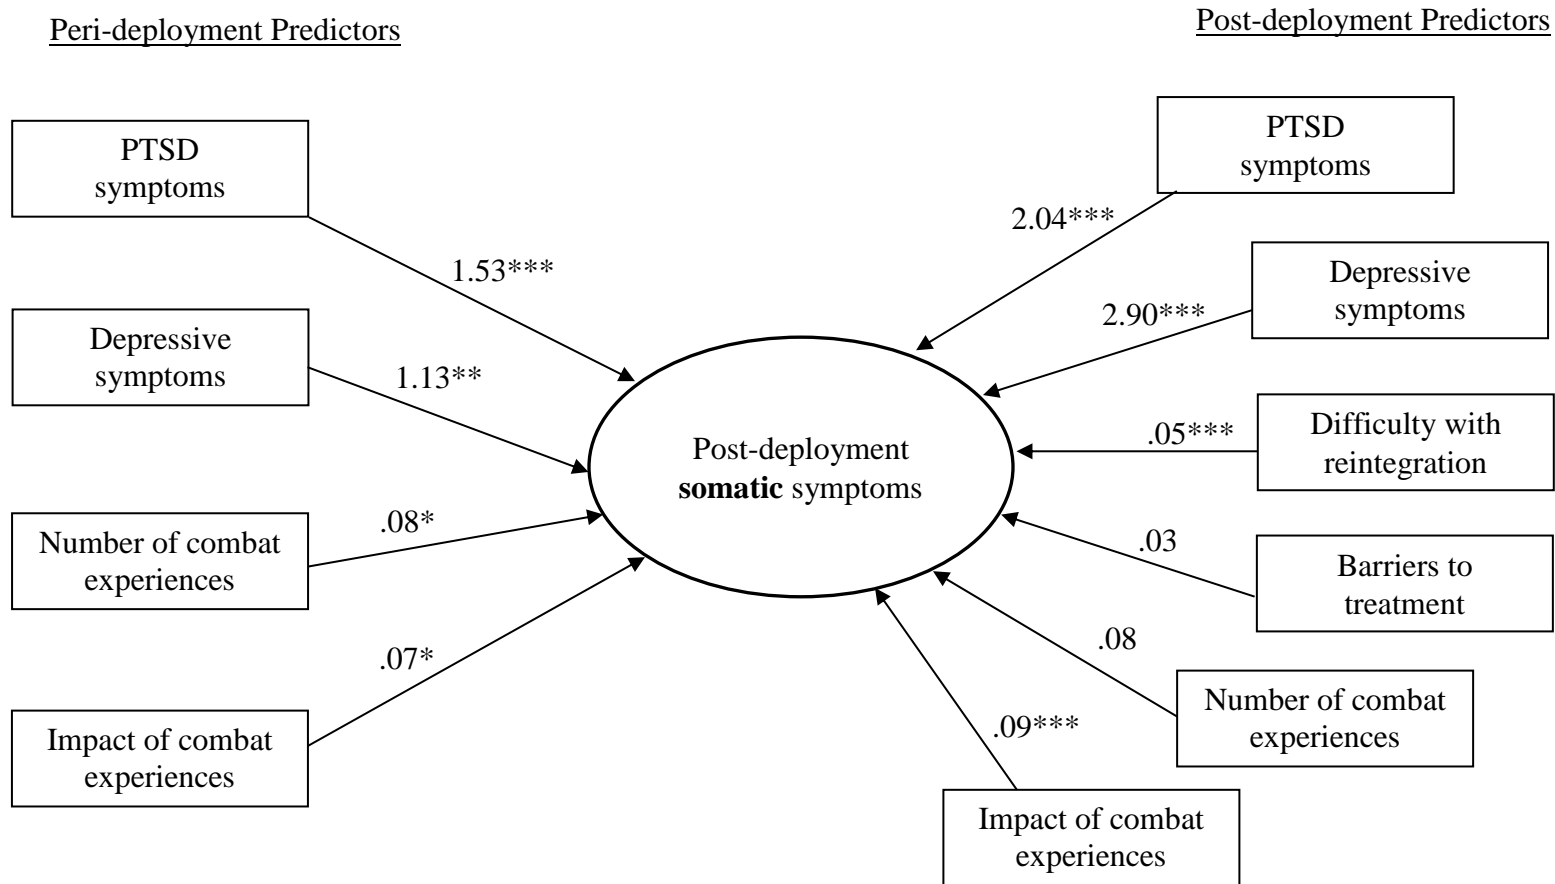 Peri-deployment Predictors
Post-deployment Predictors
PTSD
symptoms
1.53***
Depressive
symptoms
1.13**
Number of combat
experiences
.08*
Impact of combat
experiences
.07*
Post-deployment
somatic symptoms
PTSD
symptoms
2.04***
Depressive
symptoms
2.90***
Difficulty with
reintegration
.05***
Barriers to
treatment
.03
Number of combat
experiences
.08
Impact of combat
experiences
.09***